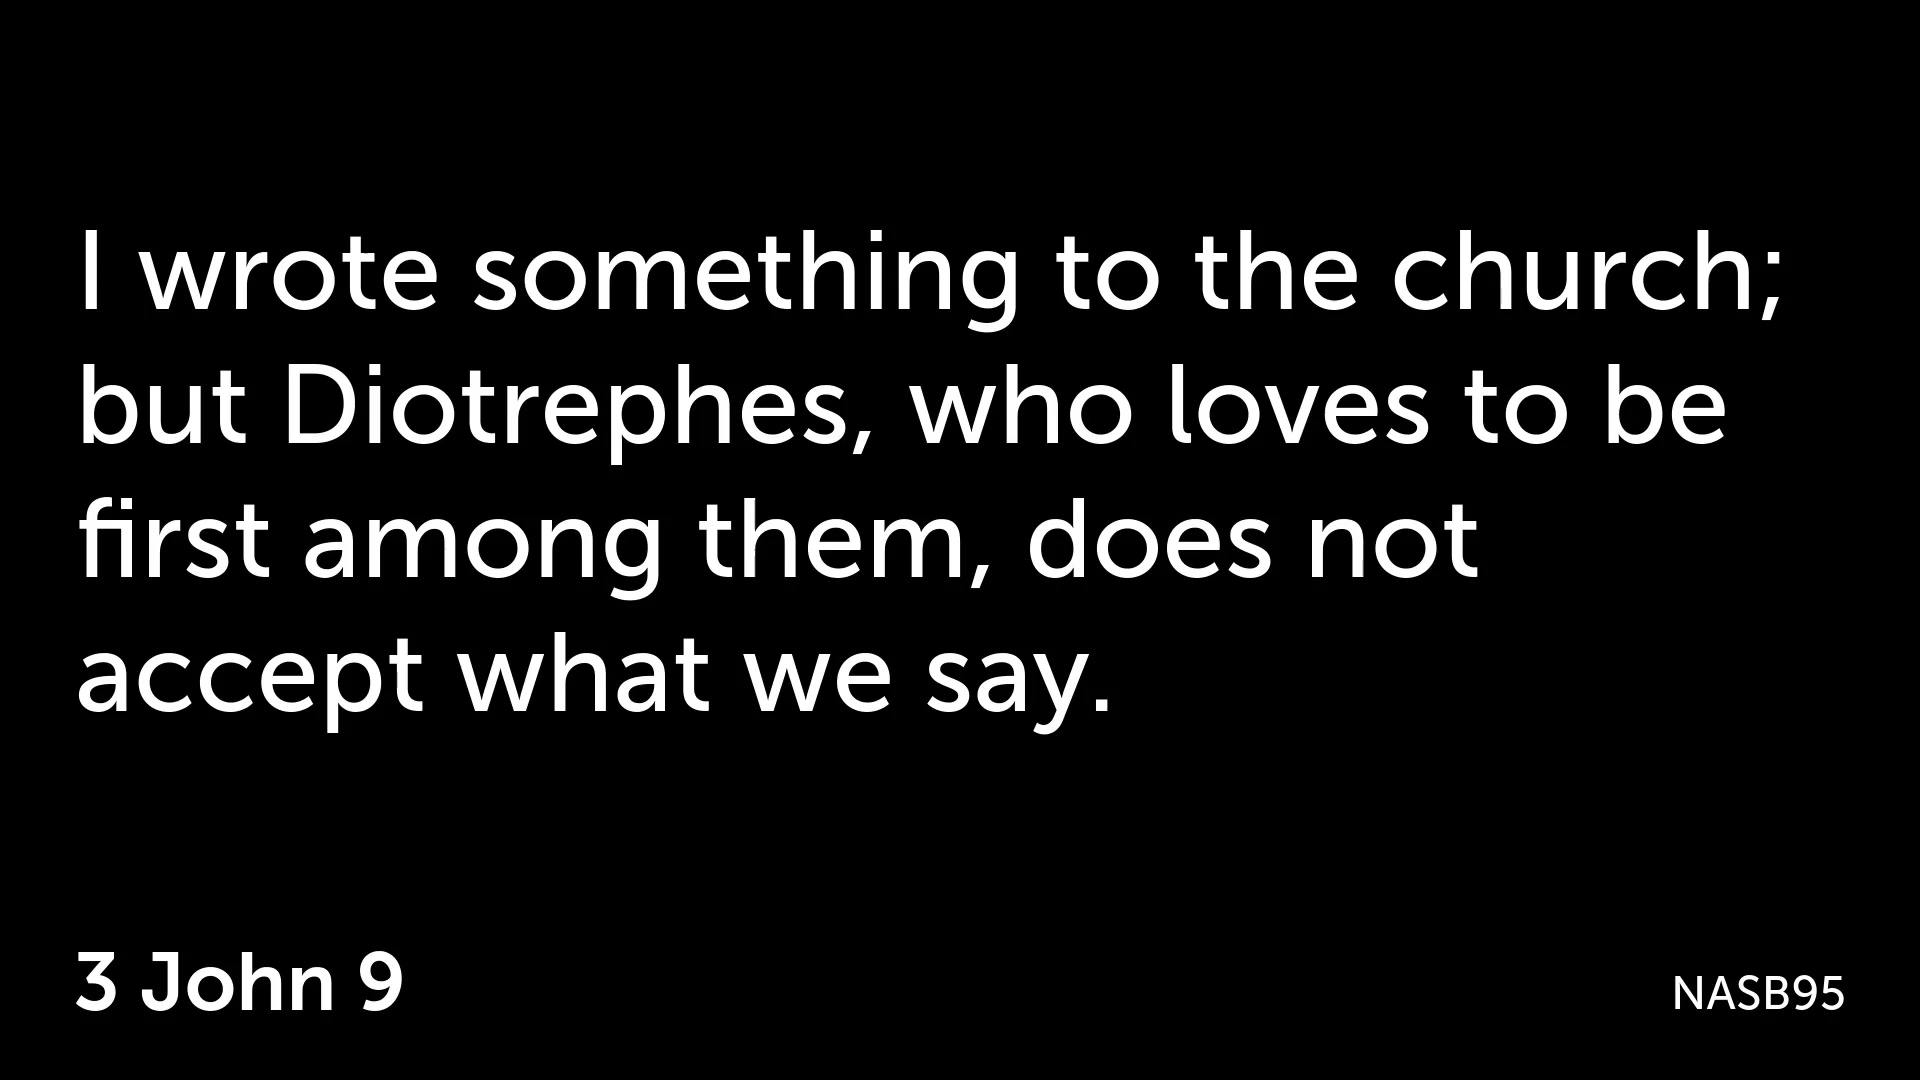 I wrote something to the church;
but Diotrephes, who loves to be
first among them, does not
accept what we say.
3 John 9
NASB95